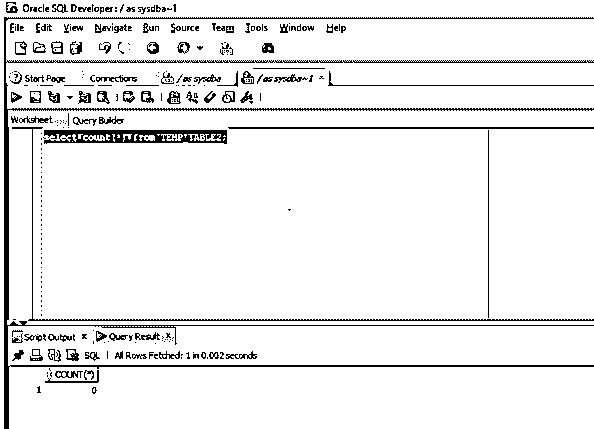 Oracle SQL Developer : / as sysdba~1
File Edit View Navigate Run Source Team Tools Window Help
Start Page Connections / as sysdba / as sysdba~1
Worksheet Query Builder
select count(*) from TEMP_TABLE2;
Script Output Query Result
SQL | All Rows Fetched: 1 in 0.002 seconds
COUNT(*)
1 0